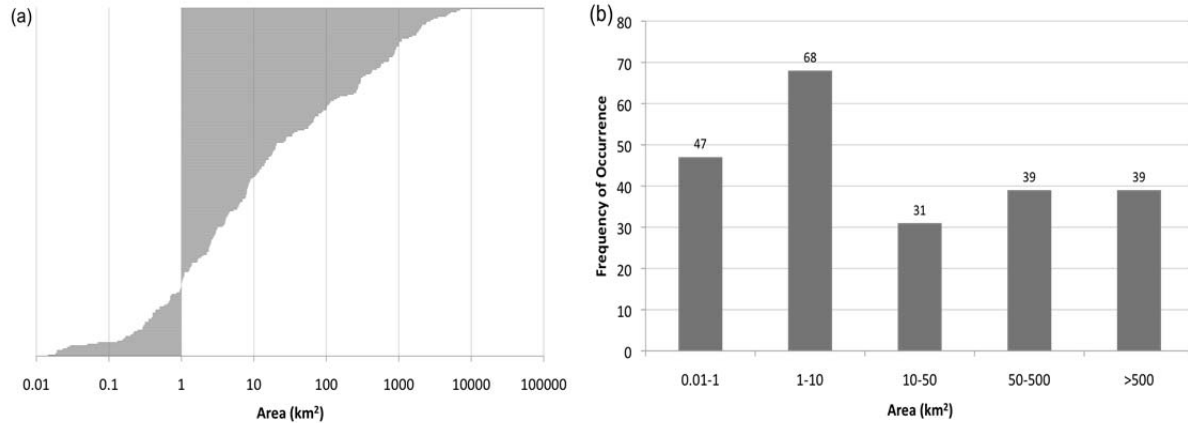 (a)
0.01 0.1 1 10 100 1000 10000 100000
Area (km²)
(b)
Frequency of Occurrence
80
70
60
50
40
30
20
10
0
47
68
31
39
39
0.01-1 1-10 10-50 50-500 >500
Area (km²)